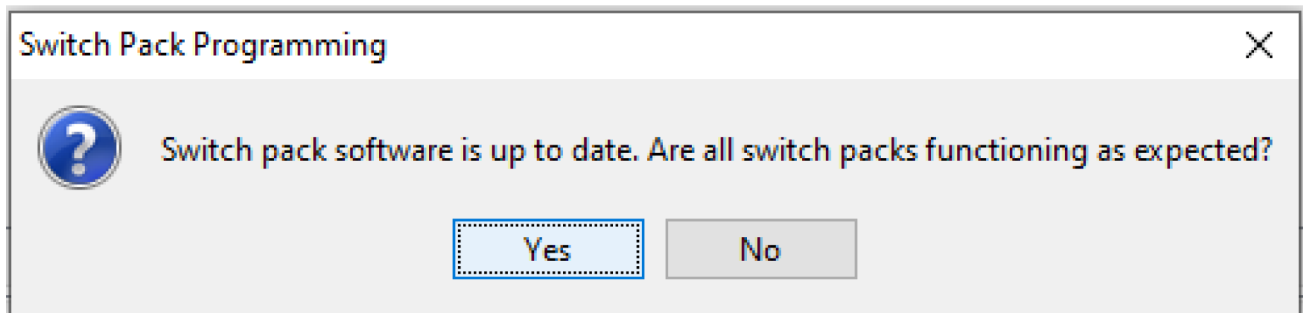 Switch Pack Programming
Switch pack software is up to date. Are all switch packs functioning as expected?
Yes
No